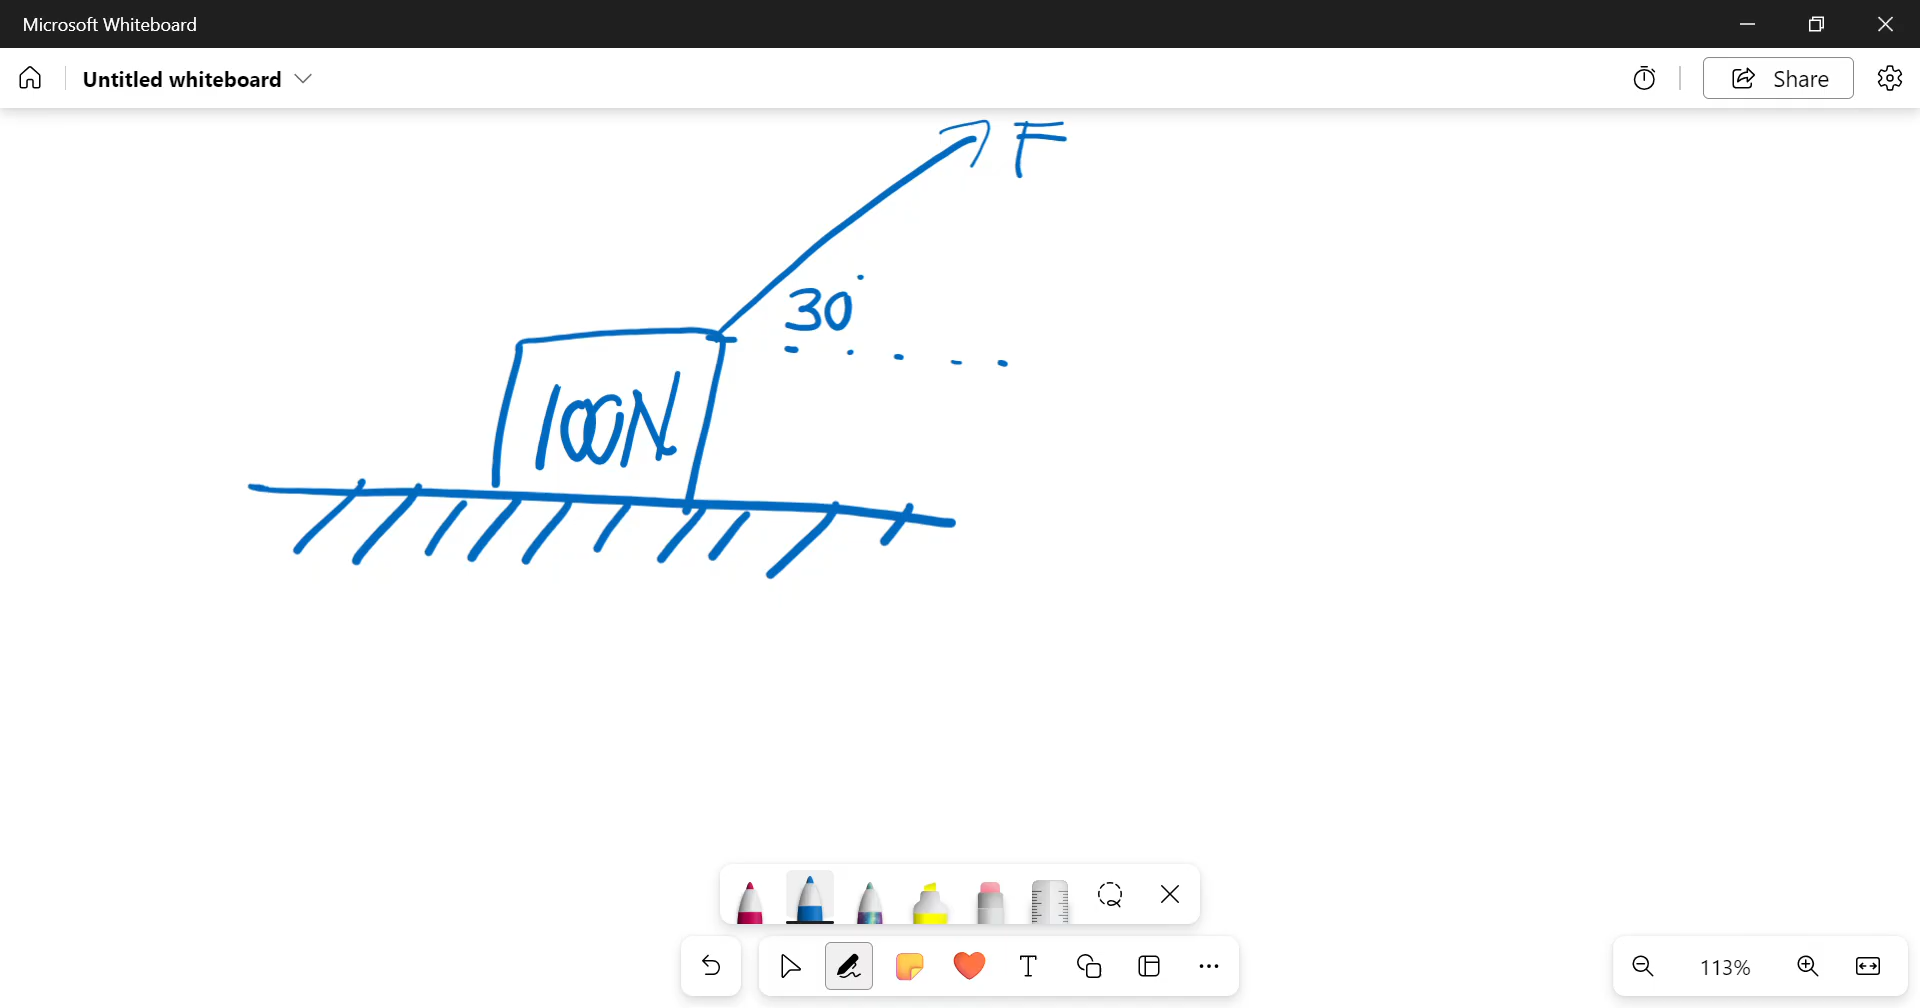 Microsoft Whiteboard
Untitled whiteboard
Share
F
30°
100N
113%